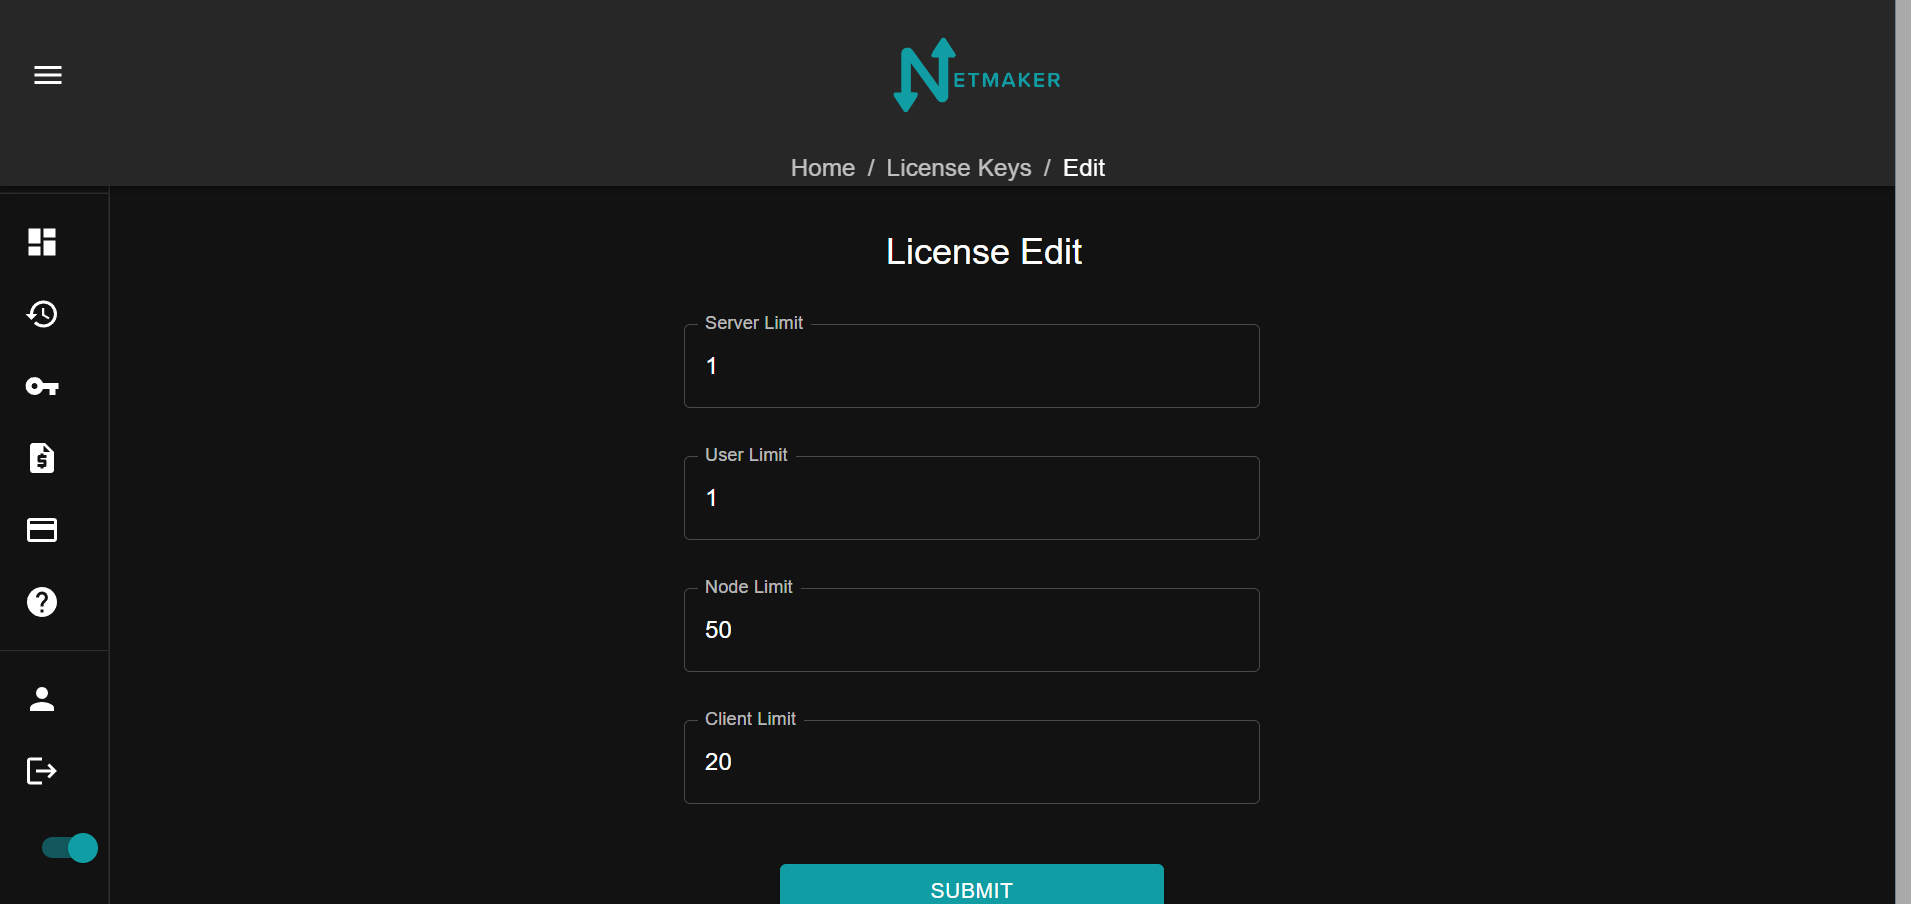 NETMAKER
Home / License Keys / Edit
License Edit
Server Limit
1
User Limit
1
Node Limit
50
Client Limit
20
SUBMIT